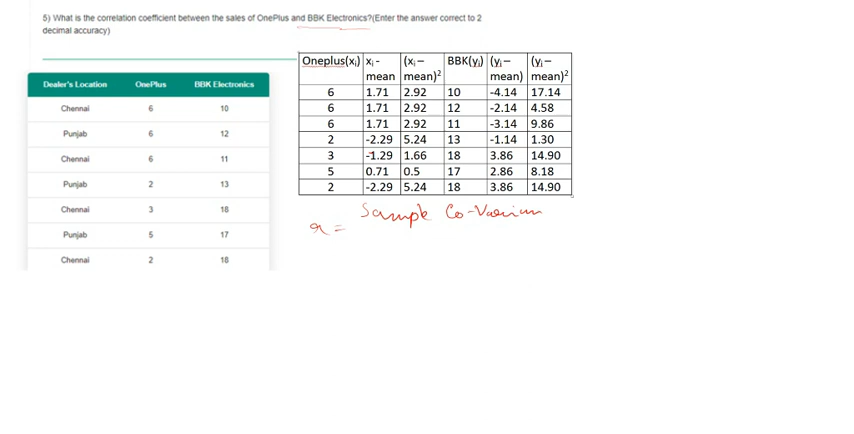 5) What is the correlation coefficient between the sales of OnePlus and BBK Electronics?(Enter the answer correct to 2
decimal accuracy)
Dealer's Location OnePlus BBK Electronics
Chennai 6 10
Punjab 6 12
Chennai 6 11
Punjab 2 13
Chennai 3 18
Punjab 5 17
Chennai 2 18
Oneplus(xi) xi - mean (xi – mean)2 BBK(yi) (yi – mean) (yi – mean)2
6 1.71 2.92 10 -4.14 17.14
6 1.71 2.92 12 -2.14 4.58
6 1.71 2.92 11 -3.14 9.86
2 -2.29 5.24 13 -1.14 1.30
3 -1.29 1.66 18 3.86 14.90
5 0.71 0.5 17 2.86 8.18
2 -2.29 5.24 18 3.86 14.90
Sample Co-
=